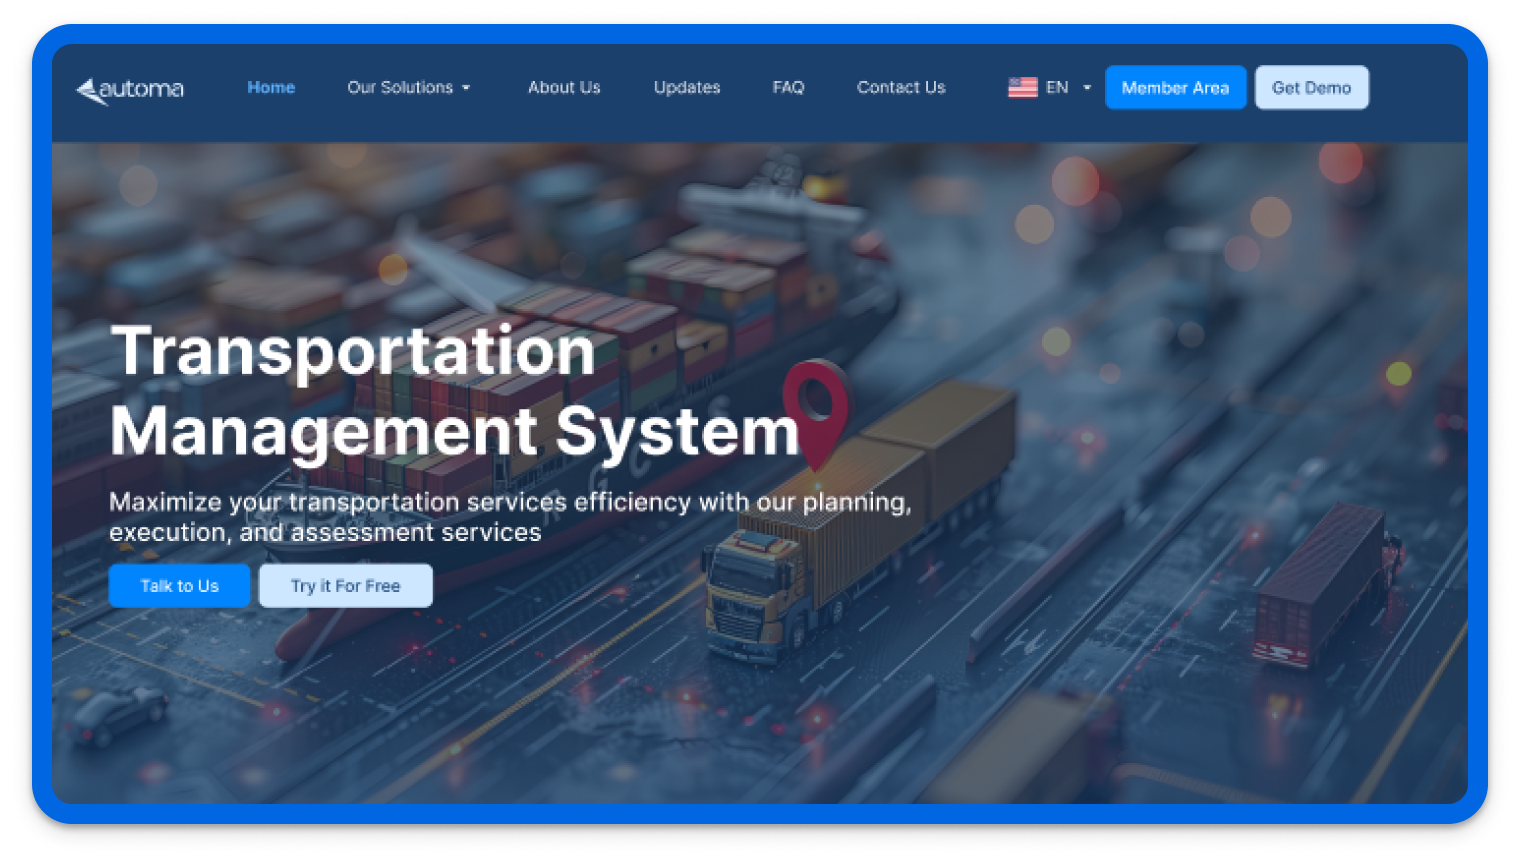 automa
Home
Our Solutions
About Us
Updates
FAQ
Contact Us
EN
Member Area
Get Demo
Transportation
Management System
Maximize your transportation services efficiency with our planning,
execution, and assessment services
Talk to Us
Try it For Free